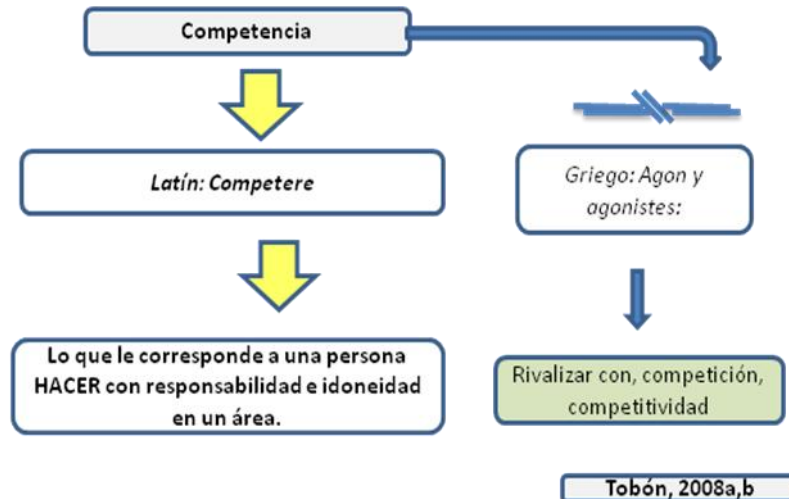 Competencia
Latín: Competere
Griego: Agon y
agonistes:
Lo que le corresponde a una persona
HACER con responsabilidad e idoneidad
en un área.
Rivalizar con, competición,
competitividad
Tobón, 2008a,b